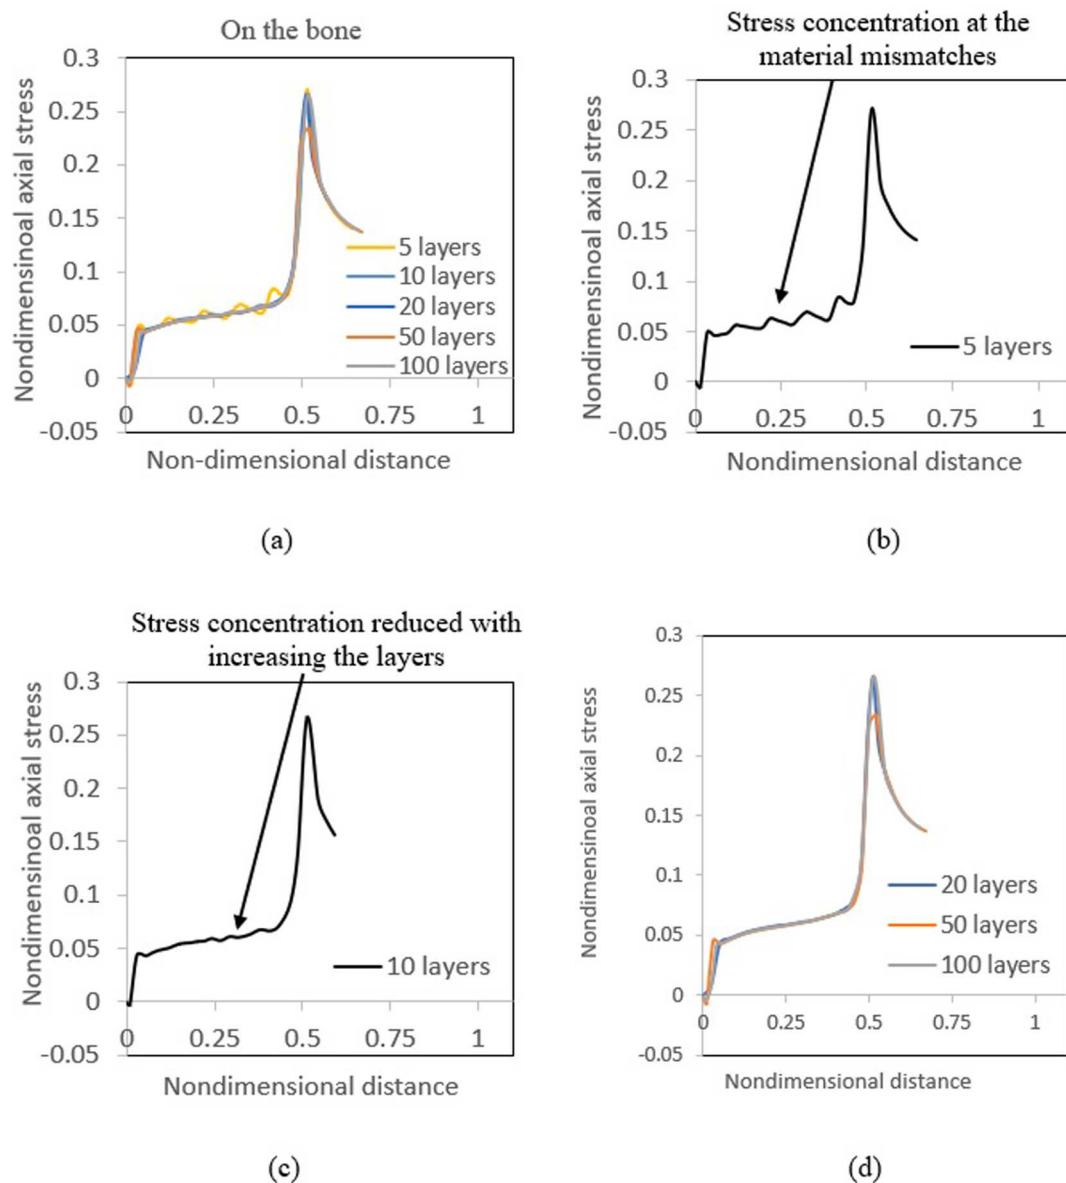 On the bone
Nondimensinoal axial stress
0.3
0.25
0.2
0.15
0.1
0.05
0
-0.05
5 layers
10 layers
20 layers
50 layers
100 layers
0
0.25
0.5
0.75
1
Non-dimensional distance
(a)
Stress concentration at the
material mismatches
Nondimensinoal axial stress
0.3
0.25
0.2
0.15
0.1
0.05
0
-0.05
5 layers
0
0.25
0.5
0.75
1
Nondimensional distance
(b)
Stress concentration reduced with
increasing the layers
Nondimensinoal axial stress
0.3
0.25
0.2
0.15
0.1
0.05
0
-0.05
10 layers
0
0.25
0.5
0.75
1
Nondimensional distance
(c)
Nondimensinoal axial stress
0.3
0.25
0.2
0.15
0.1
0.05
0
-0.05
20 layers
50 layers
100 layers
0
0.25
0.5
0.75
1
Nondimensional distance
(d)